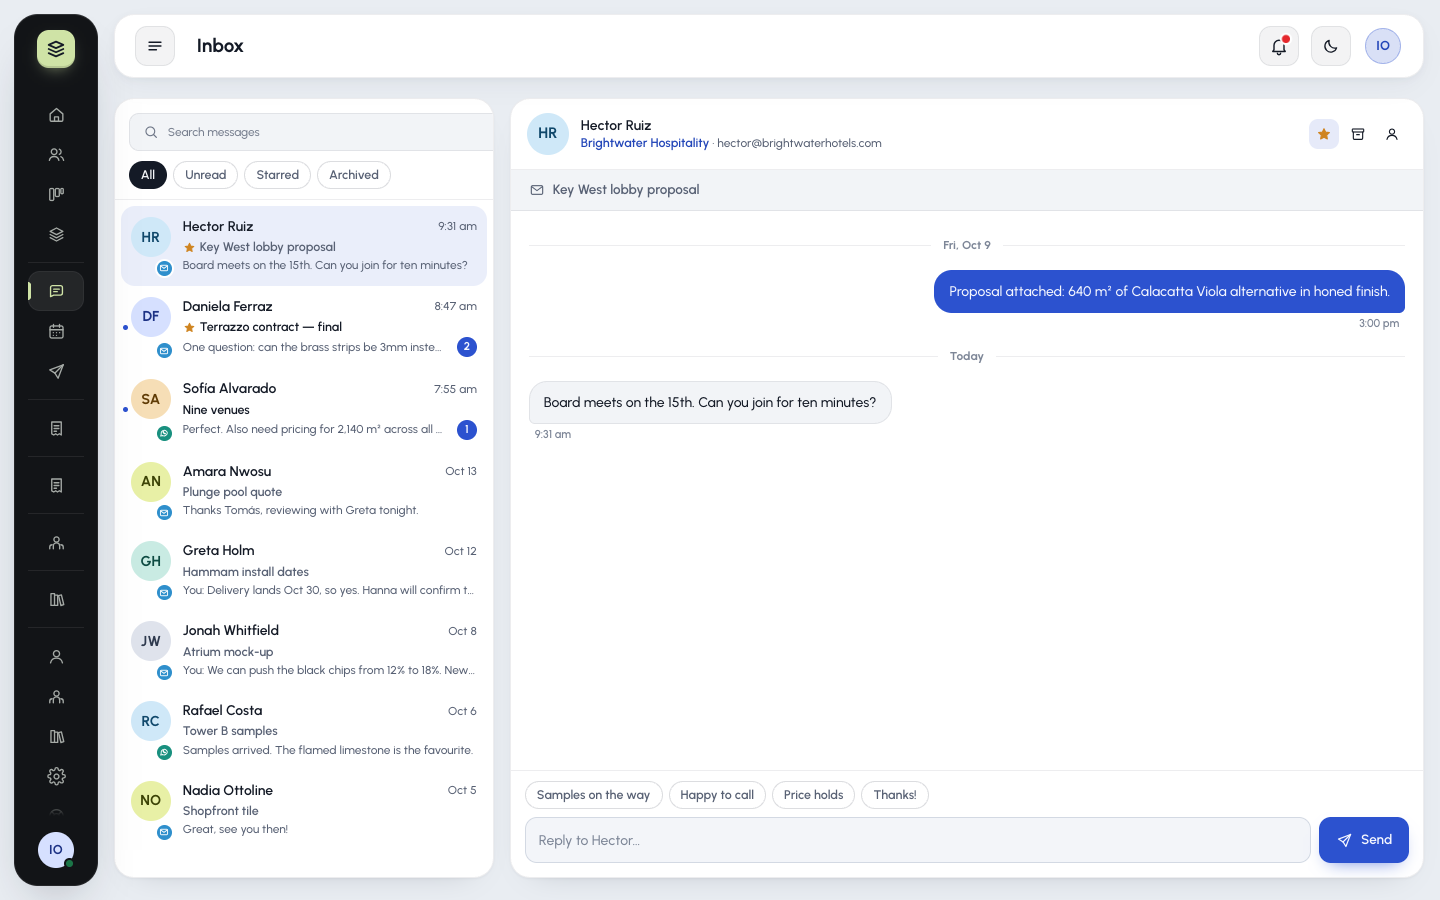 Inbox
IO
Search messages
All
Unread
Starred
Archived
HR
Hector Ruiz
9:31 am
Key West lobby proposal
Board meets on the 15th. Can you join for ten minutes?
DF
Daniela Ferraz
8:47 am
Terrazzo contract — final
One question: can the brass strips be 3mm inste...
2
SA
Sofía Alvarado
7:55 am
Nine venues
Perfect. Also need pricing for 2,140 m² across all ...
1
AN
Amara Nwosu
Oct 13
Plunge pool quote
Thanks Tomás, reviewing with Greta tonight.
GH
Greta Holm
Oct 12
Hammam install dates
You: Delivery lands Oct 30, so yes. Hanna will confirm t...
JW
Jonah Whitfield
Oct 8
Atrium mock-up
You: We can push the black chips from 12% to 18%. New...
RC
Rafael Costa
Oct 6
Tower B samples
Samples arrived. The flamed limestone is the favourite.
NO
Nadia Ottoline
Oct 5
Shopfront tile
Great, see you then!
IO
HR
Hector Ruiz
Brightwater Hospitality · hector@brightwaterhotels.com
Key West lobby proposal
Fri, Oct 9
Proposal attached: 640 m² of Calacatta Viola alternative in honed finish.
3:00 pm
Today
Board meets on the 15th. Can you join for ten minutes?
9:31 am
Samples on the way
Happy to call
Price holds
Thanks!
Reply to Hector...
Send